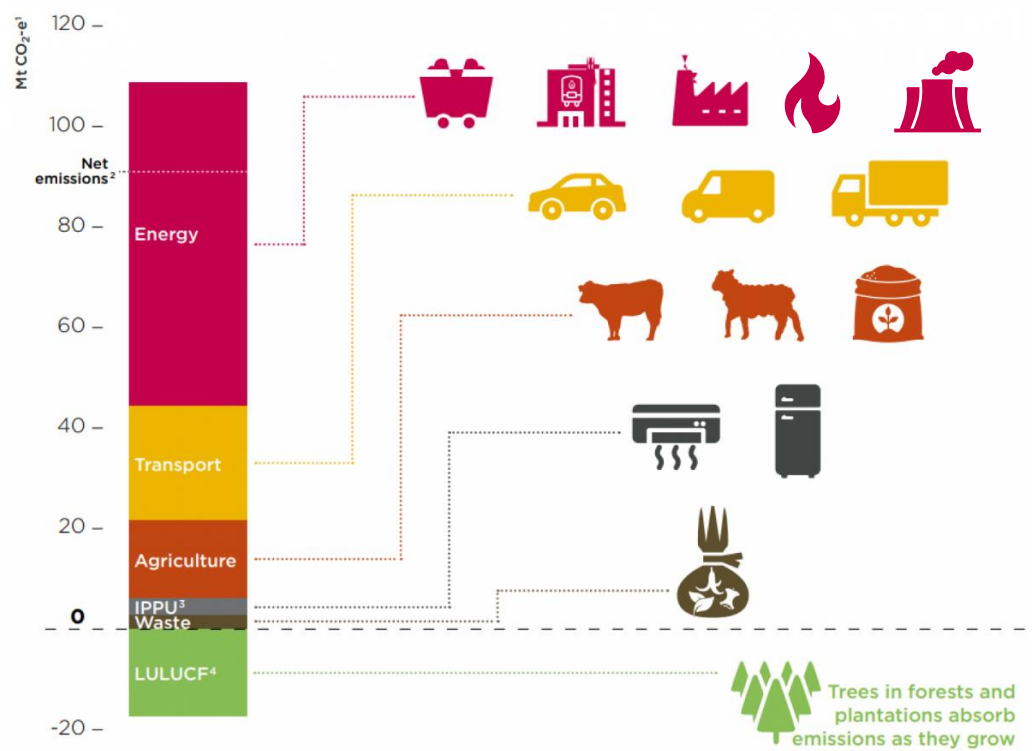 Mt CO₂-e¹
120
100
Net
emissions²
80
Energy
60
40
Transport
20
Agriculture
IPPU³
0
Waste
LULUCF⁴
-20
Trees in forests and
plantations absorb
emissions as they grow